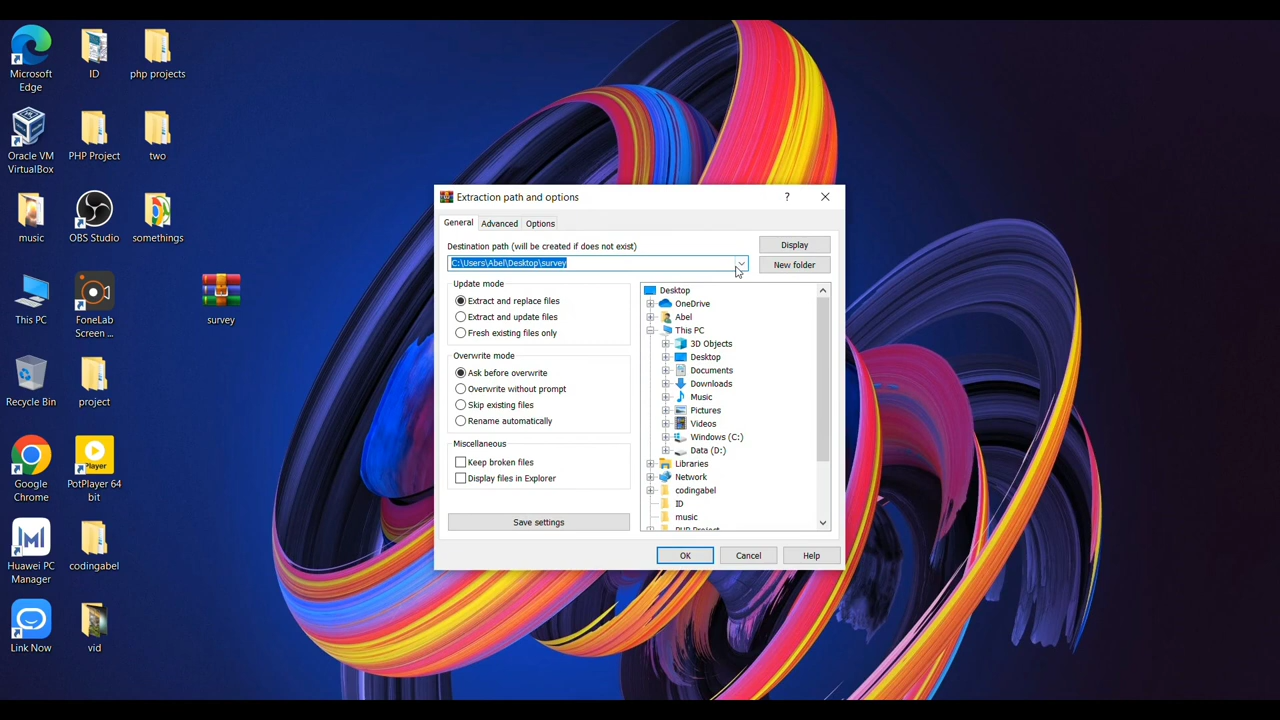 Microsoft
Edge
ID
php projects
Oracle VM
VirtualBox
PHP Project
two
music
OBS Studio
somethings
This PC
FoneLab
Screen ...
survey
Recycle Bin
project
Google
Chrome
PotPlayer 64
bit
Player
Huawei PC
Manager
codingabel
Link Now
vid
Extraction path and options
?
General
Advanced
Options
Destination path (will be created if does not exist)
Display
C:\Users\Abel\Desktop\survey
New folder
Update mode
Extract and replace files
Extract and update files
Fresh existing files only
Overwrite mode
Ask before overwrite
Overwrite without prompt
Skip existing files
Rename automatically
Miscellaneous
Keep broken files
Display files in Explorer
Save settings
Desktop
OneDrive
Abel
This PC
3D Objects
Desktop
Documents
Downloads
Music
Pictures
Videos
Windows (C:)
Data (D:)
Libraries
Network
codingabel
ID
music
PHP Project
OK
Cancel
Help